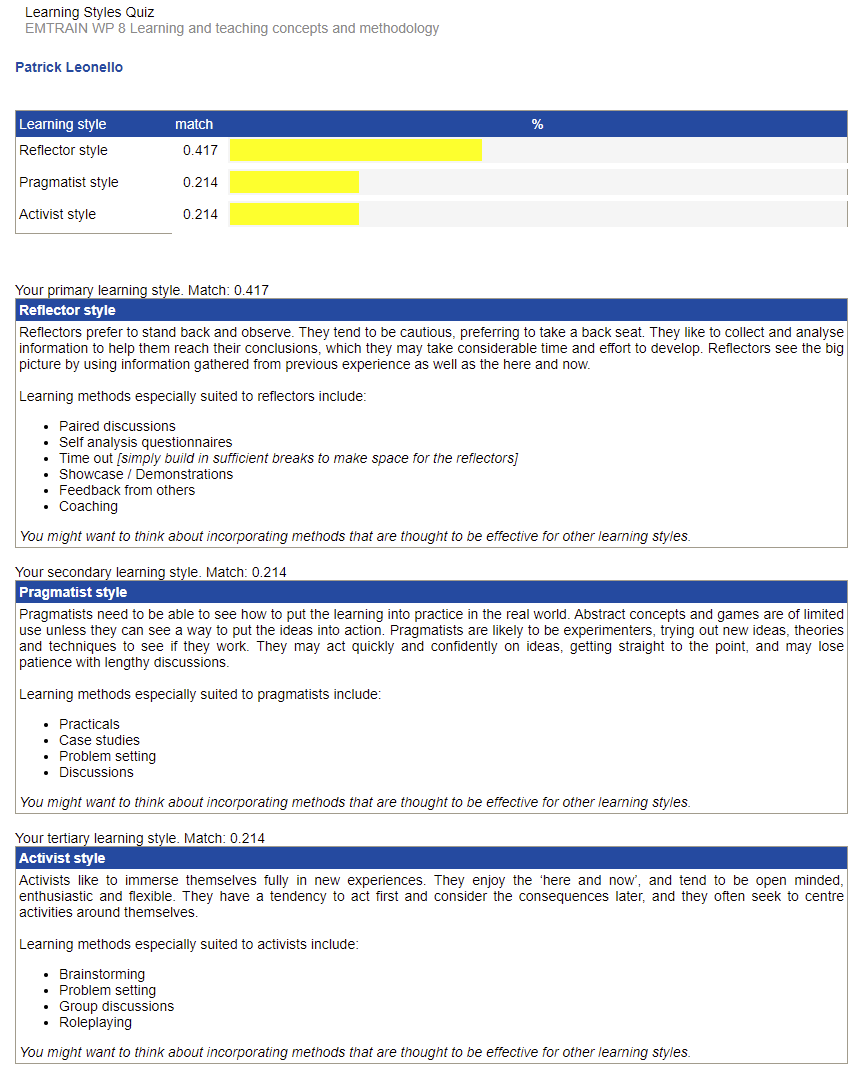 Learning Styles Quiz
EMTRAIN WP 8 Learning and teaching concepts and methodology
Patrick Leonello
Learning style match %
Reflector style 0.417
Pragmatist style 0.214
Activist style 0.214
Your primary learning style. Match: 0.417
Reflector style
Reflectors prefer to stand back and observe. They tend to be cautious, preferring to take a back seat. They like to collect and analyse
information to help them reach their conclusions, which they may take considerable time and effort to develop. Reflectors see the big
picture by using information gathered from previous experience as well as the here and now.
Learning methods especially suited to reflectors include:
• Paired discussions
• Self analysis questionnaires
• Time out [simply build in sufficient breaks to make space for the reflectors]
• Showcase / Demonstrations
• Feedback from others
• Coaching
You might want to think about incorporating methods that are thought to be effective for other learning styles.
Your secondary learning style. Match: 0.214
Pragmatist style
Pragmatists need to be able to see how to put the learning into practice in the real world. Abstract concepts and games are of limited
use unless they can see a way to put the ideas into action. Pragmatists are likely to be experimenters, trying out new ideas, theories
and techniques to see if they work. They may act quickly and confidently on ideas, getting straight to the point, and may lose
patience with lengthy discussions.
Learning methods especially suited to pragmatists include:
• Practicals
• Case studies
• Problem setting
• Discussions
You might want to think about incorporating methods that are thought to be effective for other learning styles.
Your tertiary learning style. Match: 0.214
Activist style
Activists like to immerse themselves fully in new experiences. They enjoy the ‘here and now’, and tend to be open minded,
enthusiastic and flexible. They have a tendency to act first and consider the consequences later, and they often seek to centre
activities around themselves.
Learning methods especially suited to activists include:
• Brainstorming
• Problem setting
• Group discussions
• Roleplaying
You might want to think about incorporating methods that are thought to be effective for other learning styles.